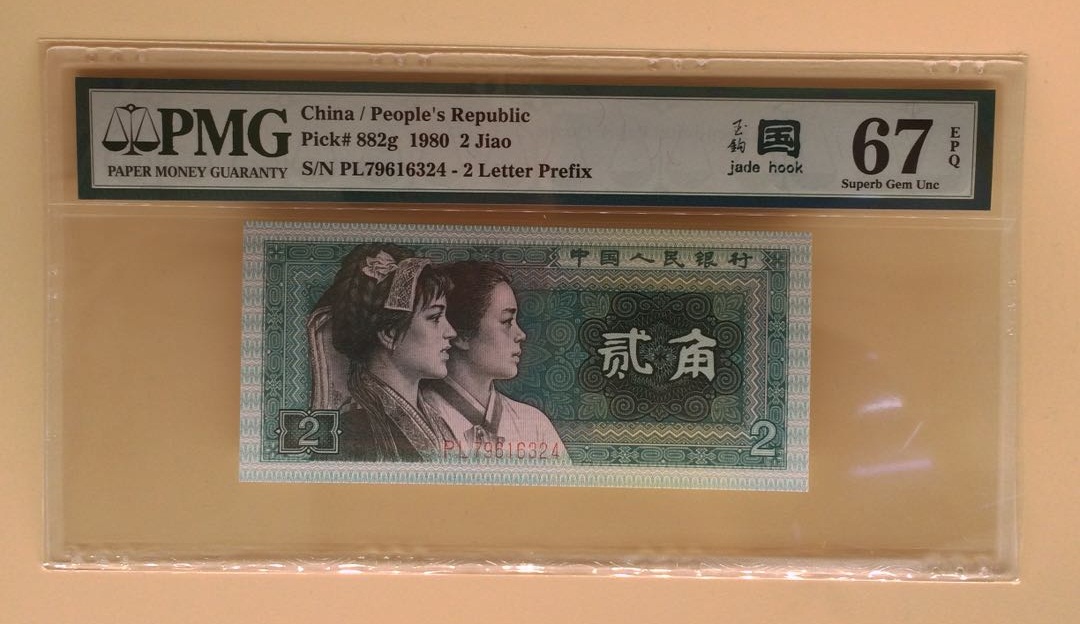 PMG
PAPER MONEY GUARANTY
China / People's Republic
Pick# 882g 1980 2 Jiao
S/N PL79616324 - 2 Letter Prefix
玉钩
国
jade hook
67
EPQ
Superb Gem Unc
中国人民银行
贰角
2
PL79616324
2